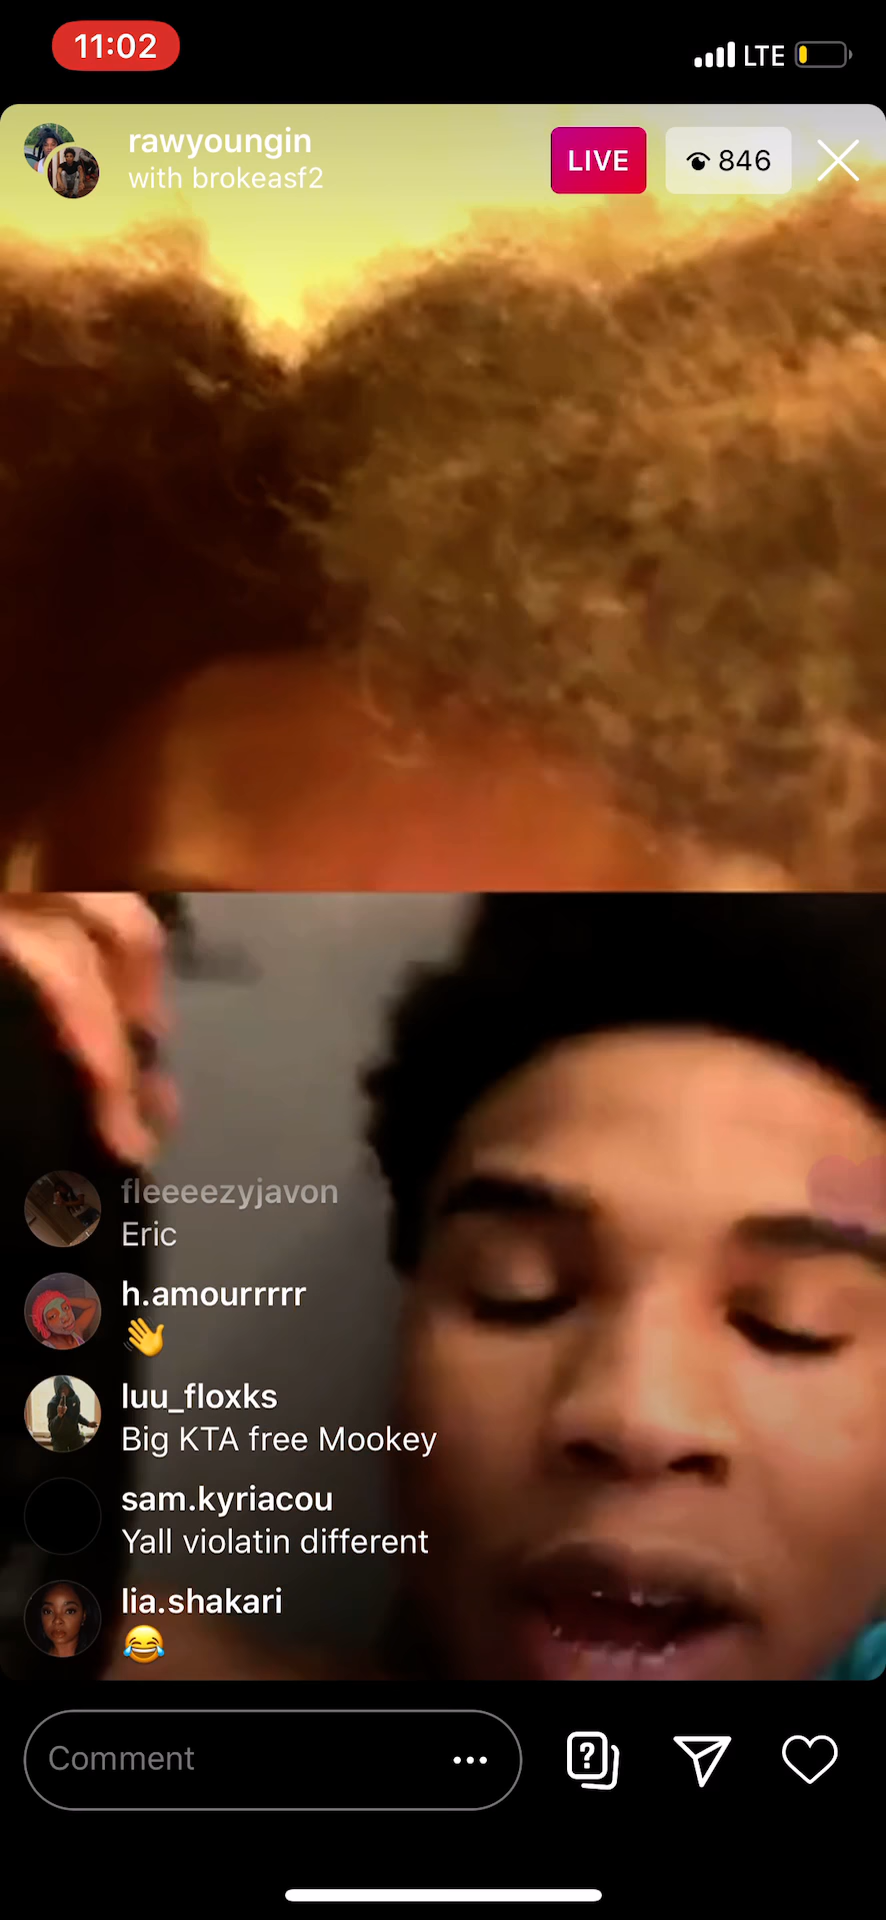 11:02
LTE
rawyoungin
with brokeasf2
LIVE
846
fleeeezyjavon
Eric
h.amourrrrr
👋
luu_floxks
Big KTA free Mookey
sam.kyriacou
Yall violatin different
lia.shakari
😂
Comment